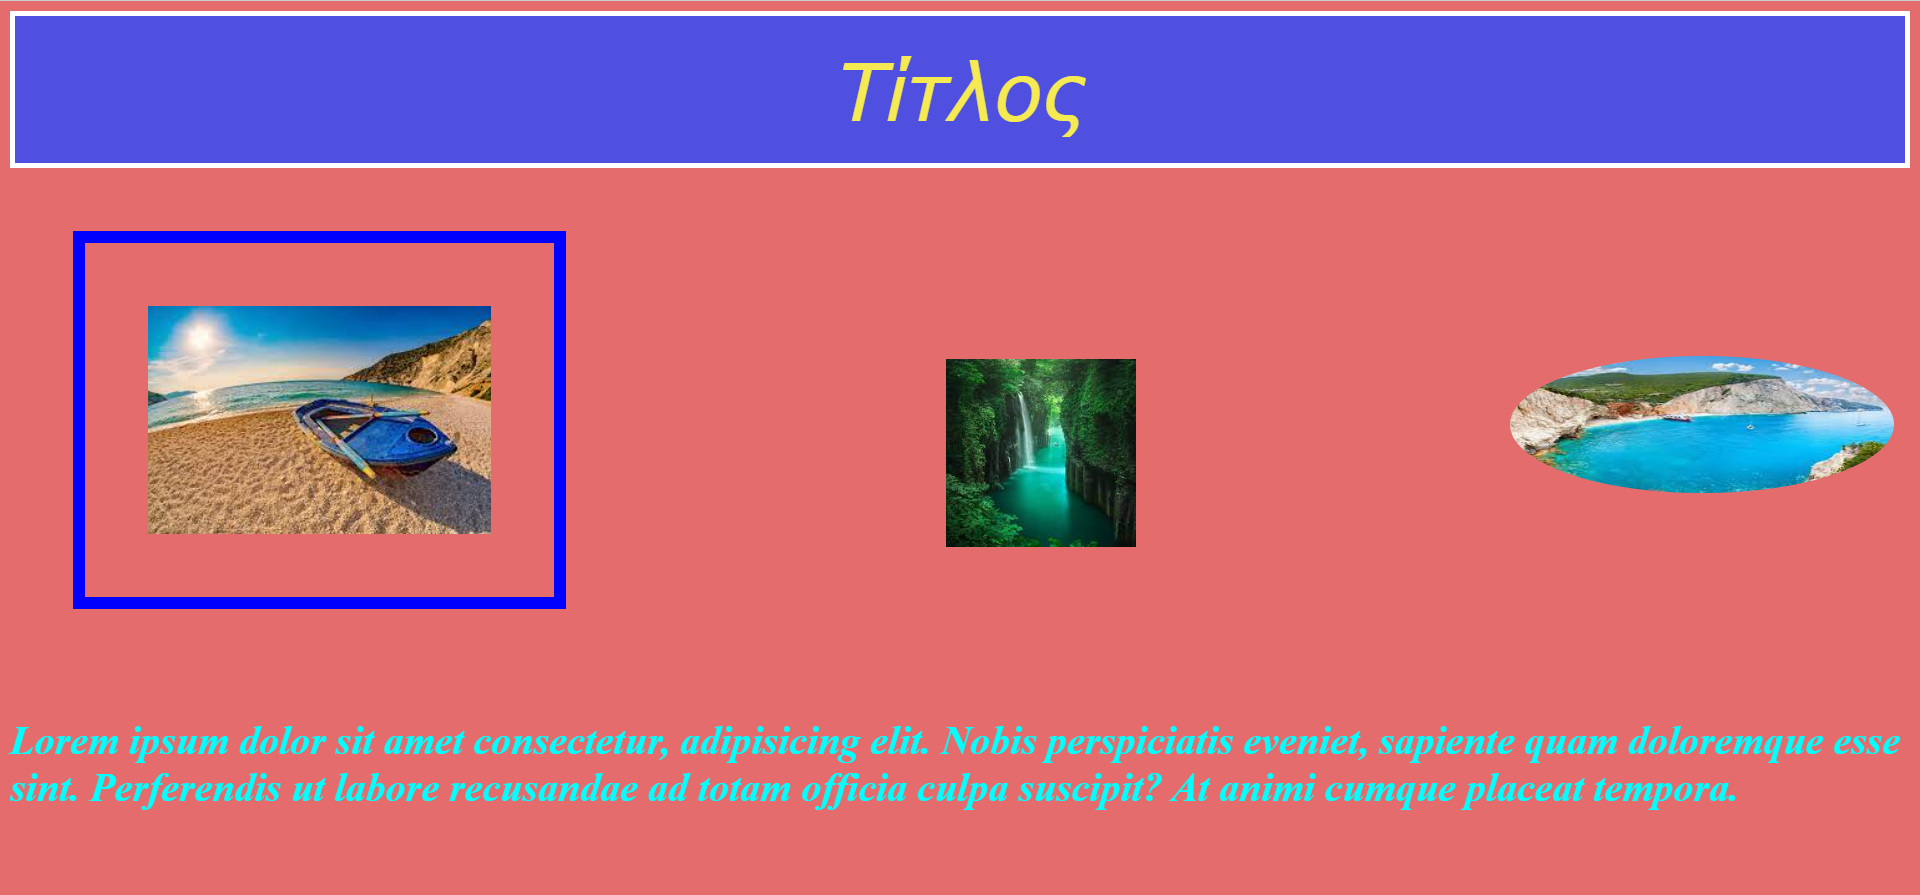 Τίτλος
Lorem ipsum dolor sit amet consectetur, adipisicing elit. Nobis perspiciatis eveniet, sapiente quam doloremque esse
sint. Perferendis ut labore recusandae ad totam officia culpa suscipit? At animi cumque placeat tempora.